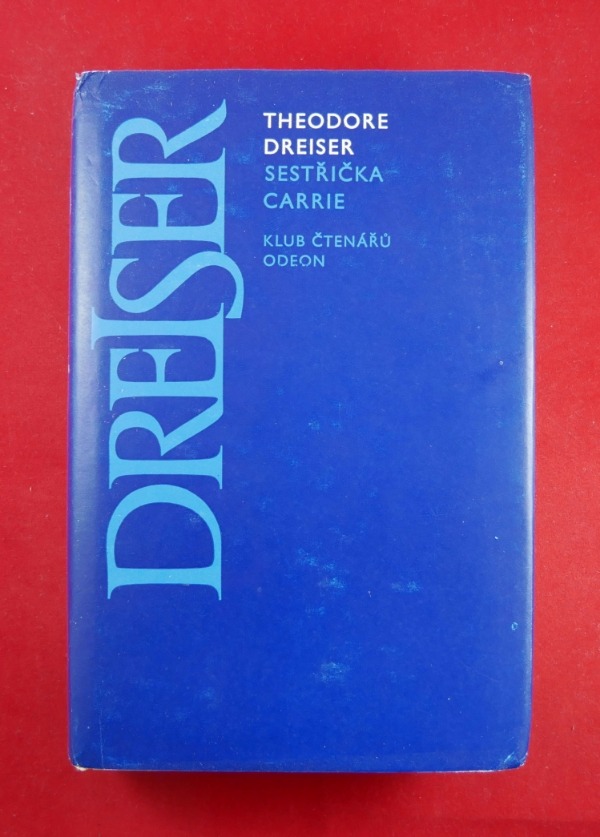 DREISER
THEODORE
DREISER
SESTŘIČKA
CARRIE
KLUB ČTENÁŘŮ
ODEON